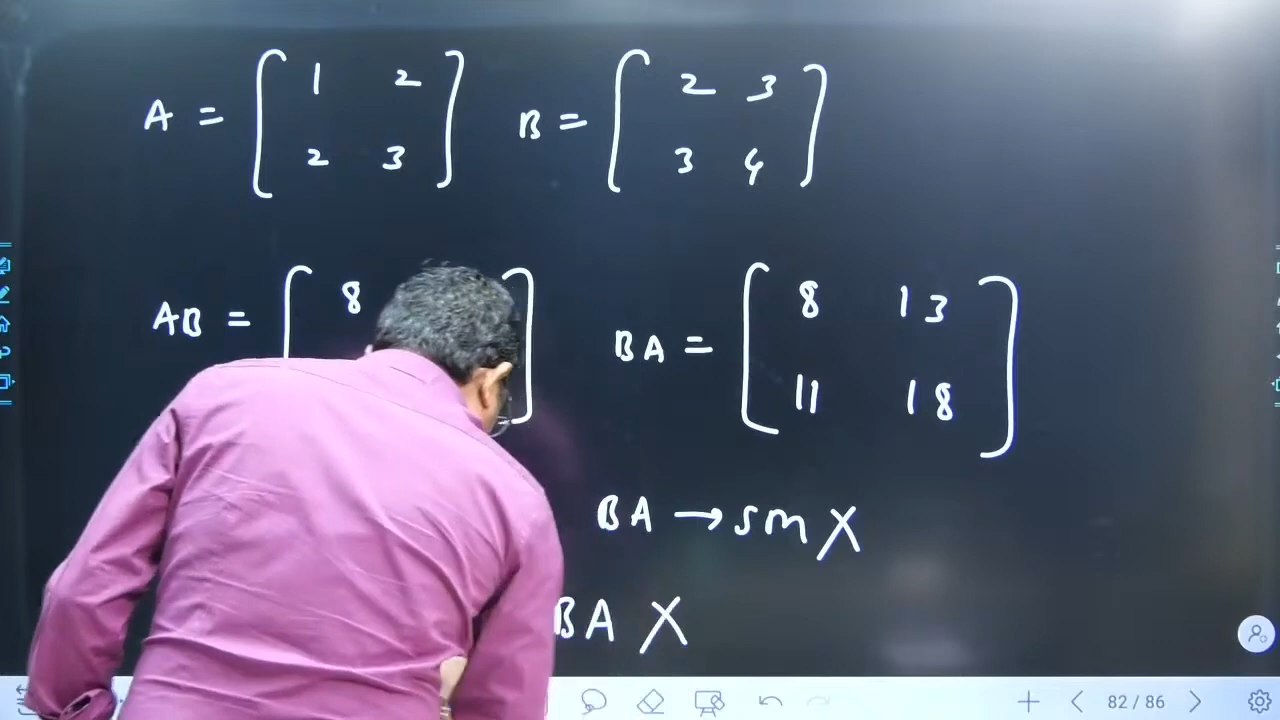 A = [ 1 2 B = [ 2 3
2 3 ] 3 4 ]
AB = [ 8 BA = [ 8 13
11 18 ]
BA → sm X
BA X
82 / 86